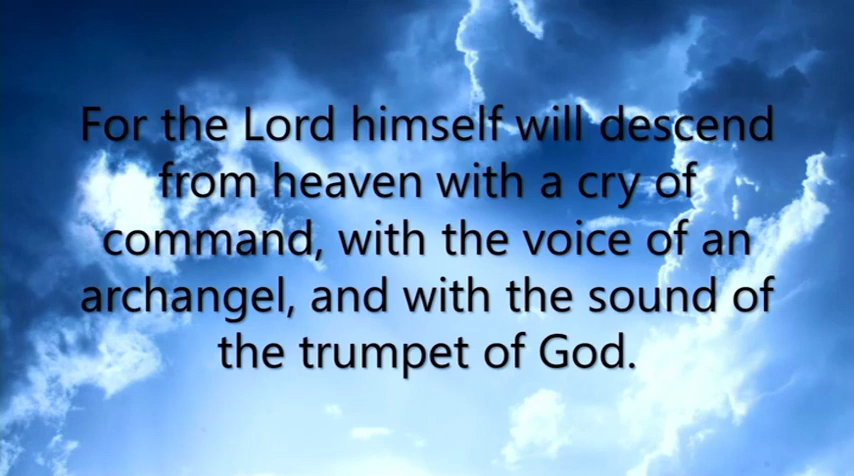 For the Lord himself will descend
from heaven with a cry of
command, with the voice of an
archangel, and with the sound of
the trumpet of God.